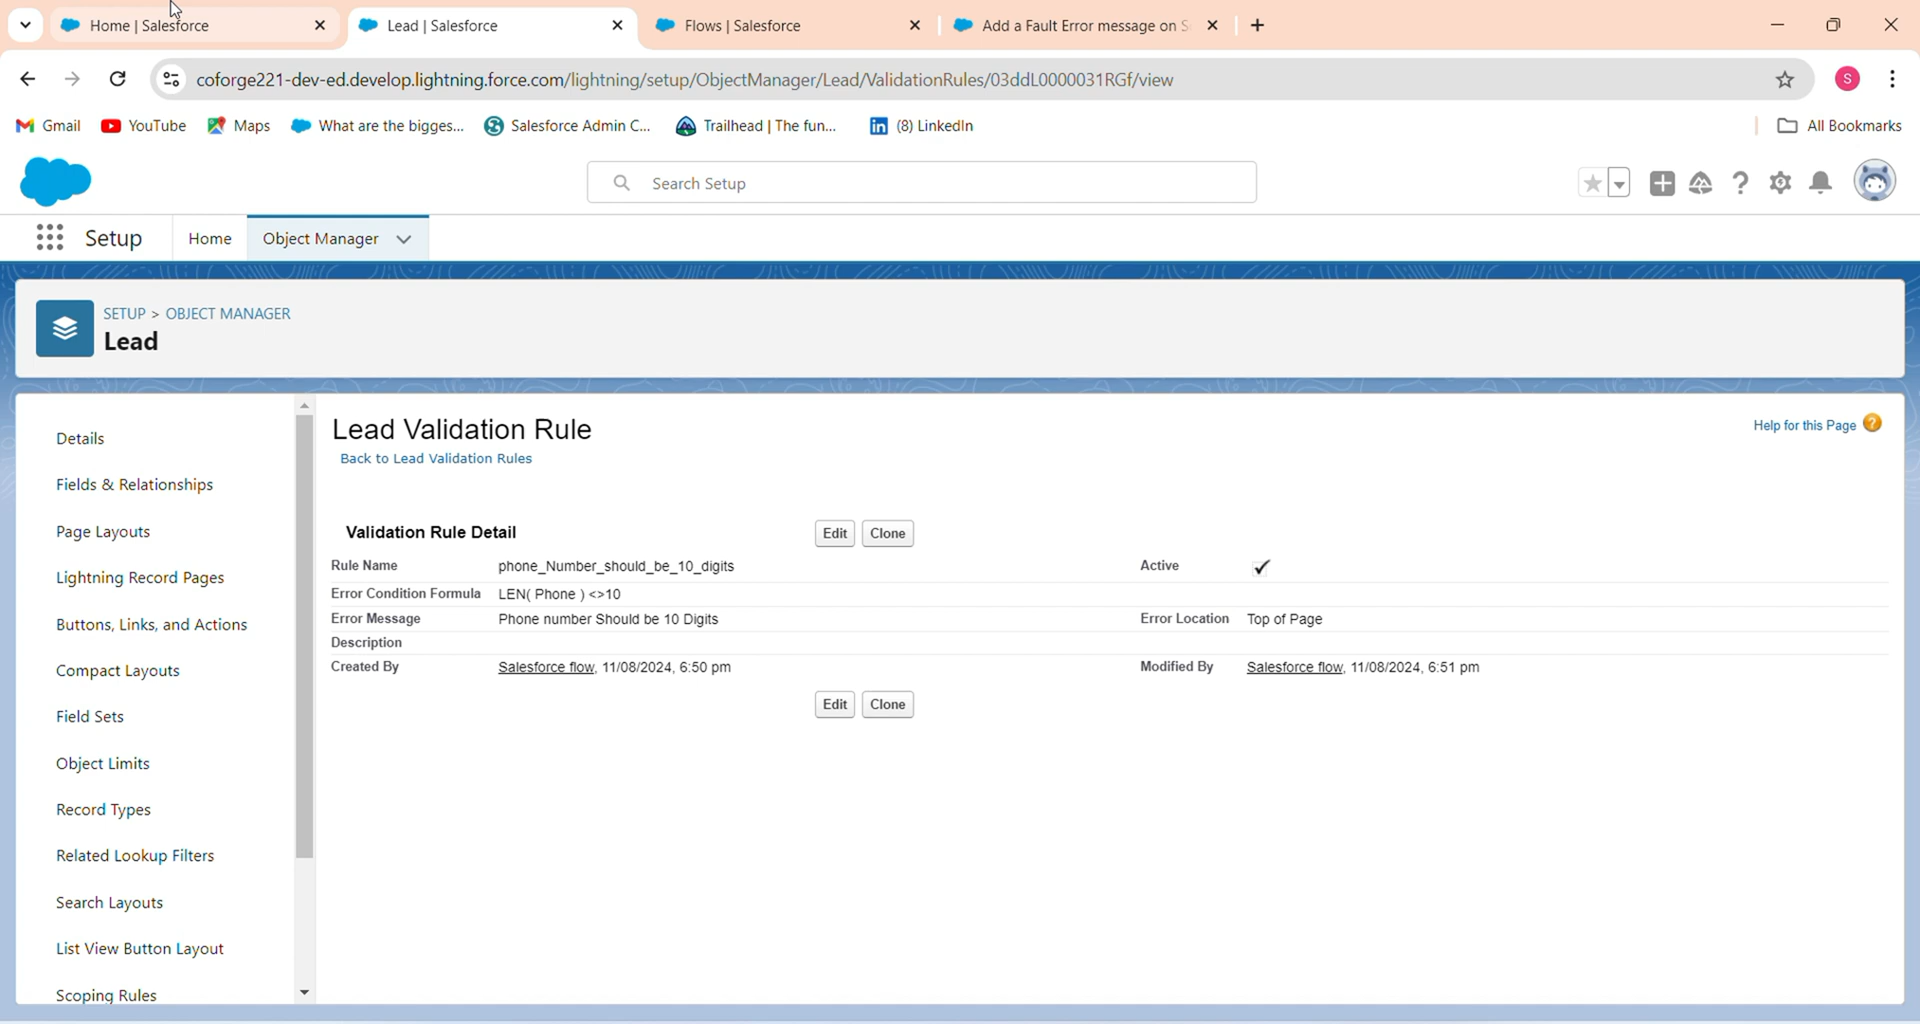 Home | Salesforce
Lead | Salesforce
Flows | Salesforce
Add a Fault Error message on S
coforge221-dev-ed.develop.lightning.force.com/lightning/setup/ObjectManager/Lead/ValidationRules/03ddL0000031RGf/view
S
Gmail
YouTube
Maps
What are the bigges...
Salesforce Admin C...
Trailhead | The fun...
(8) LinkedIn
All Bookmarks
Search Setup
Setup
Home
Object Manager
SETUP > OBJECT MANAGER
Lead
Details
Fields & Relationships
Page Layouts
Lightning Record Pages
Buttons, Links, and Actions
Compact Layouts
Field Sets
Object Limits
Record Types
Related Lookup Filters
Search Layouts
List View Button Layout
Scoping Rules
Lead Validation Rule
Help for this Page ?
Back to Lead Validation Rules
Validation Rule Detail
Edit Clone
Rule Name phone_Number_should_be_10_digits Active ✓
Error Condition Formula LEN( Phone ) <>10
Error Message Phone number Should be 10 Digits Error Location Top of Page
Description
Created By Salesforce flow, 11/08/2024, 6:50 pm Modified By Salesforce flow, 11/08/2024, 6:51 pm
Edit Clone